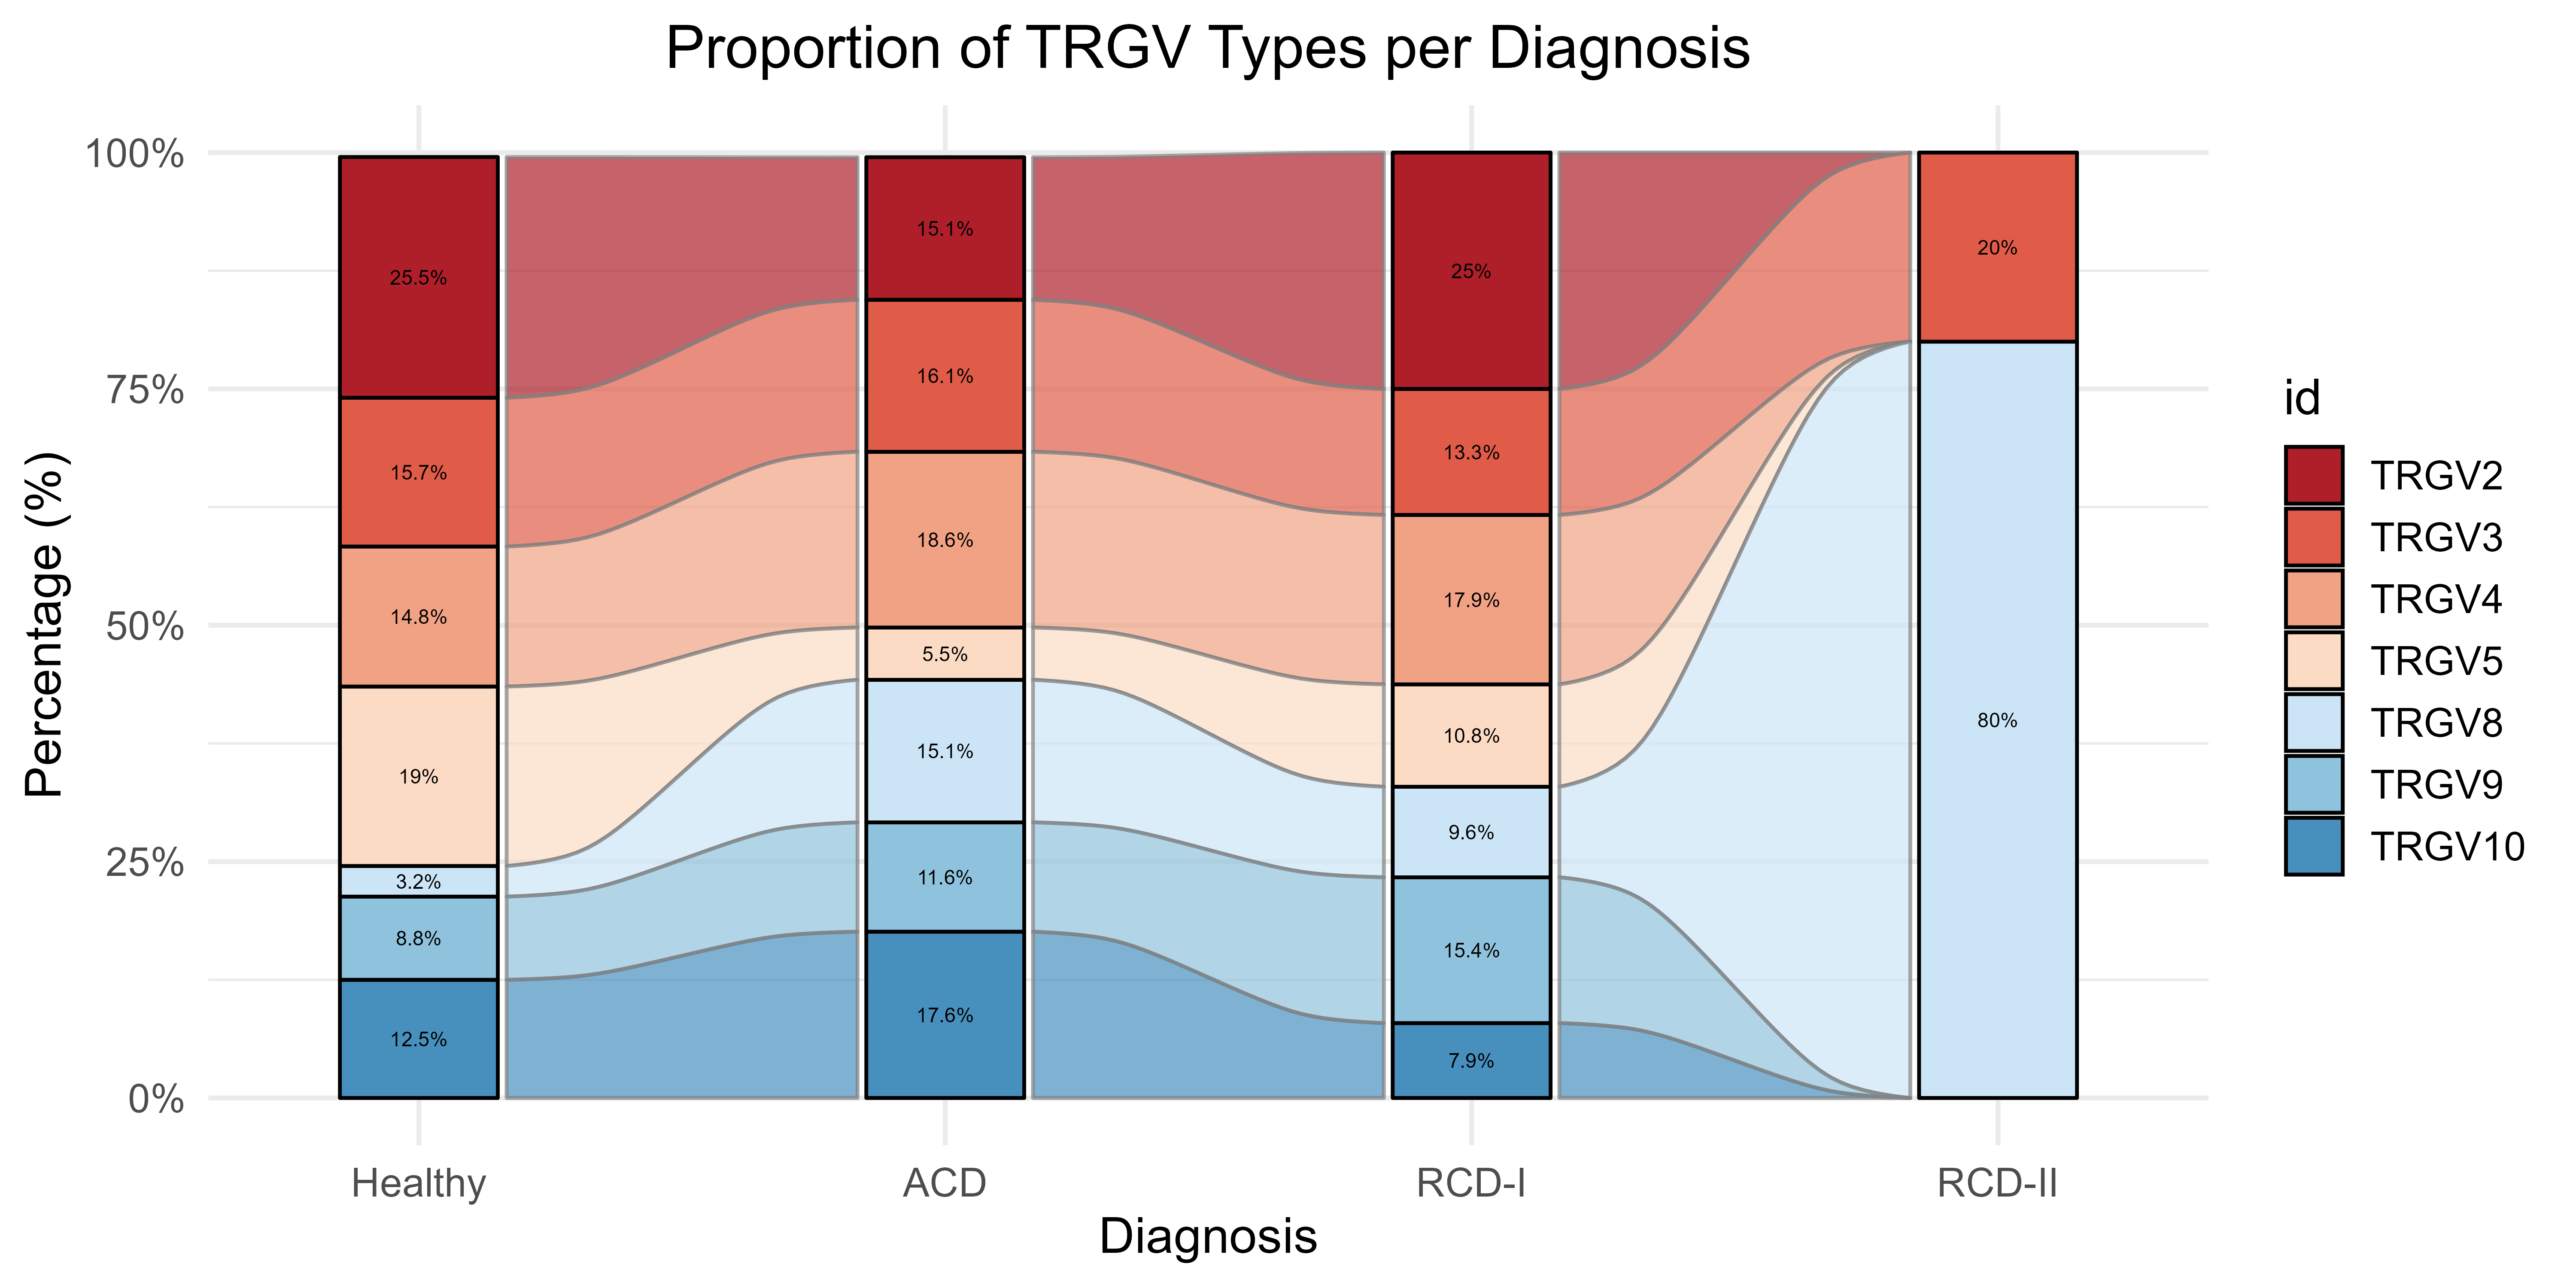 Proportion of TRGV Types per Diagnosis
Percentage (%)
100%
75%
50%
25%
0%
25.5%
15.7%
14.8%
19%
3.2%
8.8%
12.5%
15.1%
16.1%
18.6%
5.5%
15.1%
11.6%
17.6%
25%
13.3%
17.9%
10.8%
9.6%
15.4%
7.9%
20%
80%
Healthy
ACD
RCD-I
RCD-II
Diagnosis
id
TRGV2
TRGV3
TRGV4
TRGV5
TRGV8
TRGV9
TRGV10